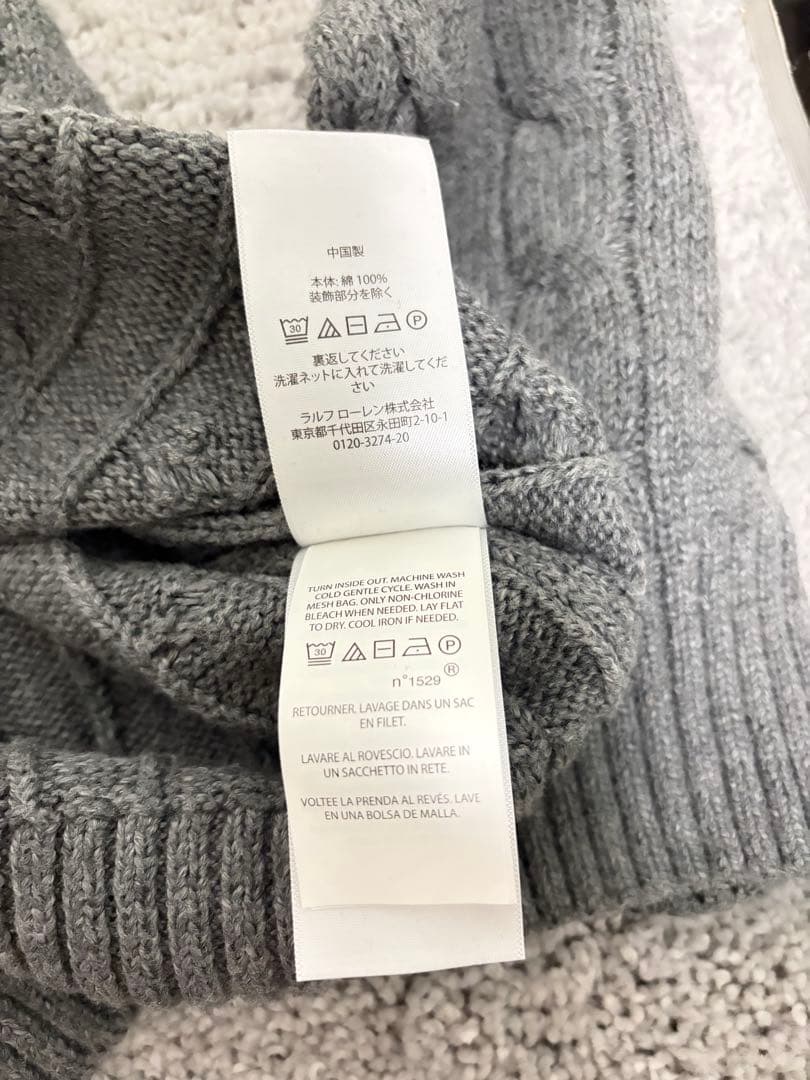 中国製
本体: 綿 100%
装飾部分を除く
30 P
裏返してください
洗濯ネットに入れて洗濯してくだ
さい
ラルフ ローレン株式会社
東京都千代田区永田町2-10-1
0120-3274-20
TURN INSIDE OUT. MACHINE WASH
COLD GENTLE CYCLE. WASH IN
MESH BAG. ONLY NON-CHLORINE
BLEACH WHEN NEEDED. LAY FLAT
TO DRY. COOL IRON IF NEEDED.
30 P
n°1529 ®
RETOURNER. LAVAGE DANS UN SAC
EN FILET.
LAVARE AL ROVESCIO. LAVARE IN
UN SACCHETTO IN RETE.
VOLTEE LA PRENDA AL REVÉS. LAVE
EN UNA BOLSA DE MALLA.